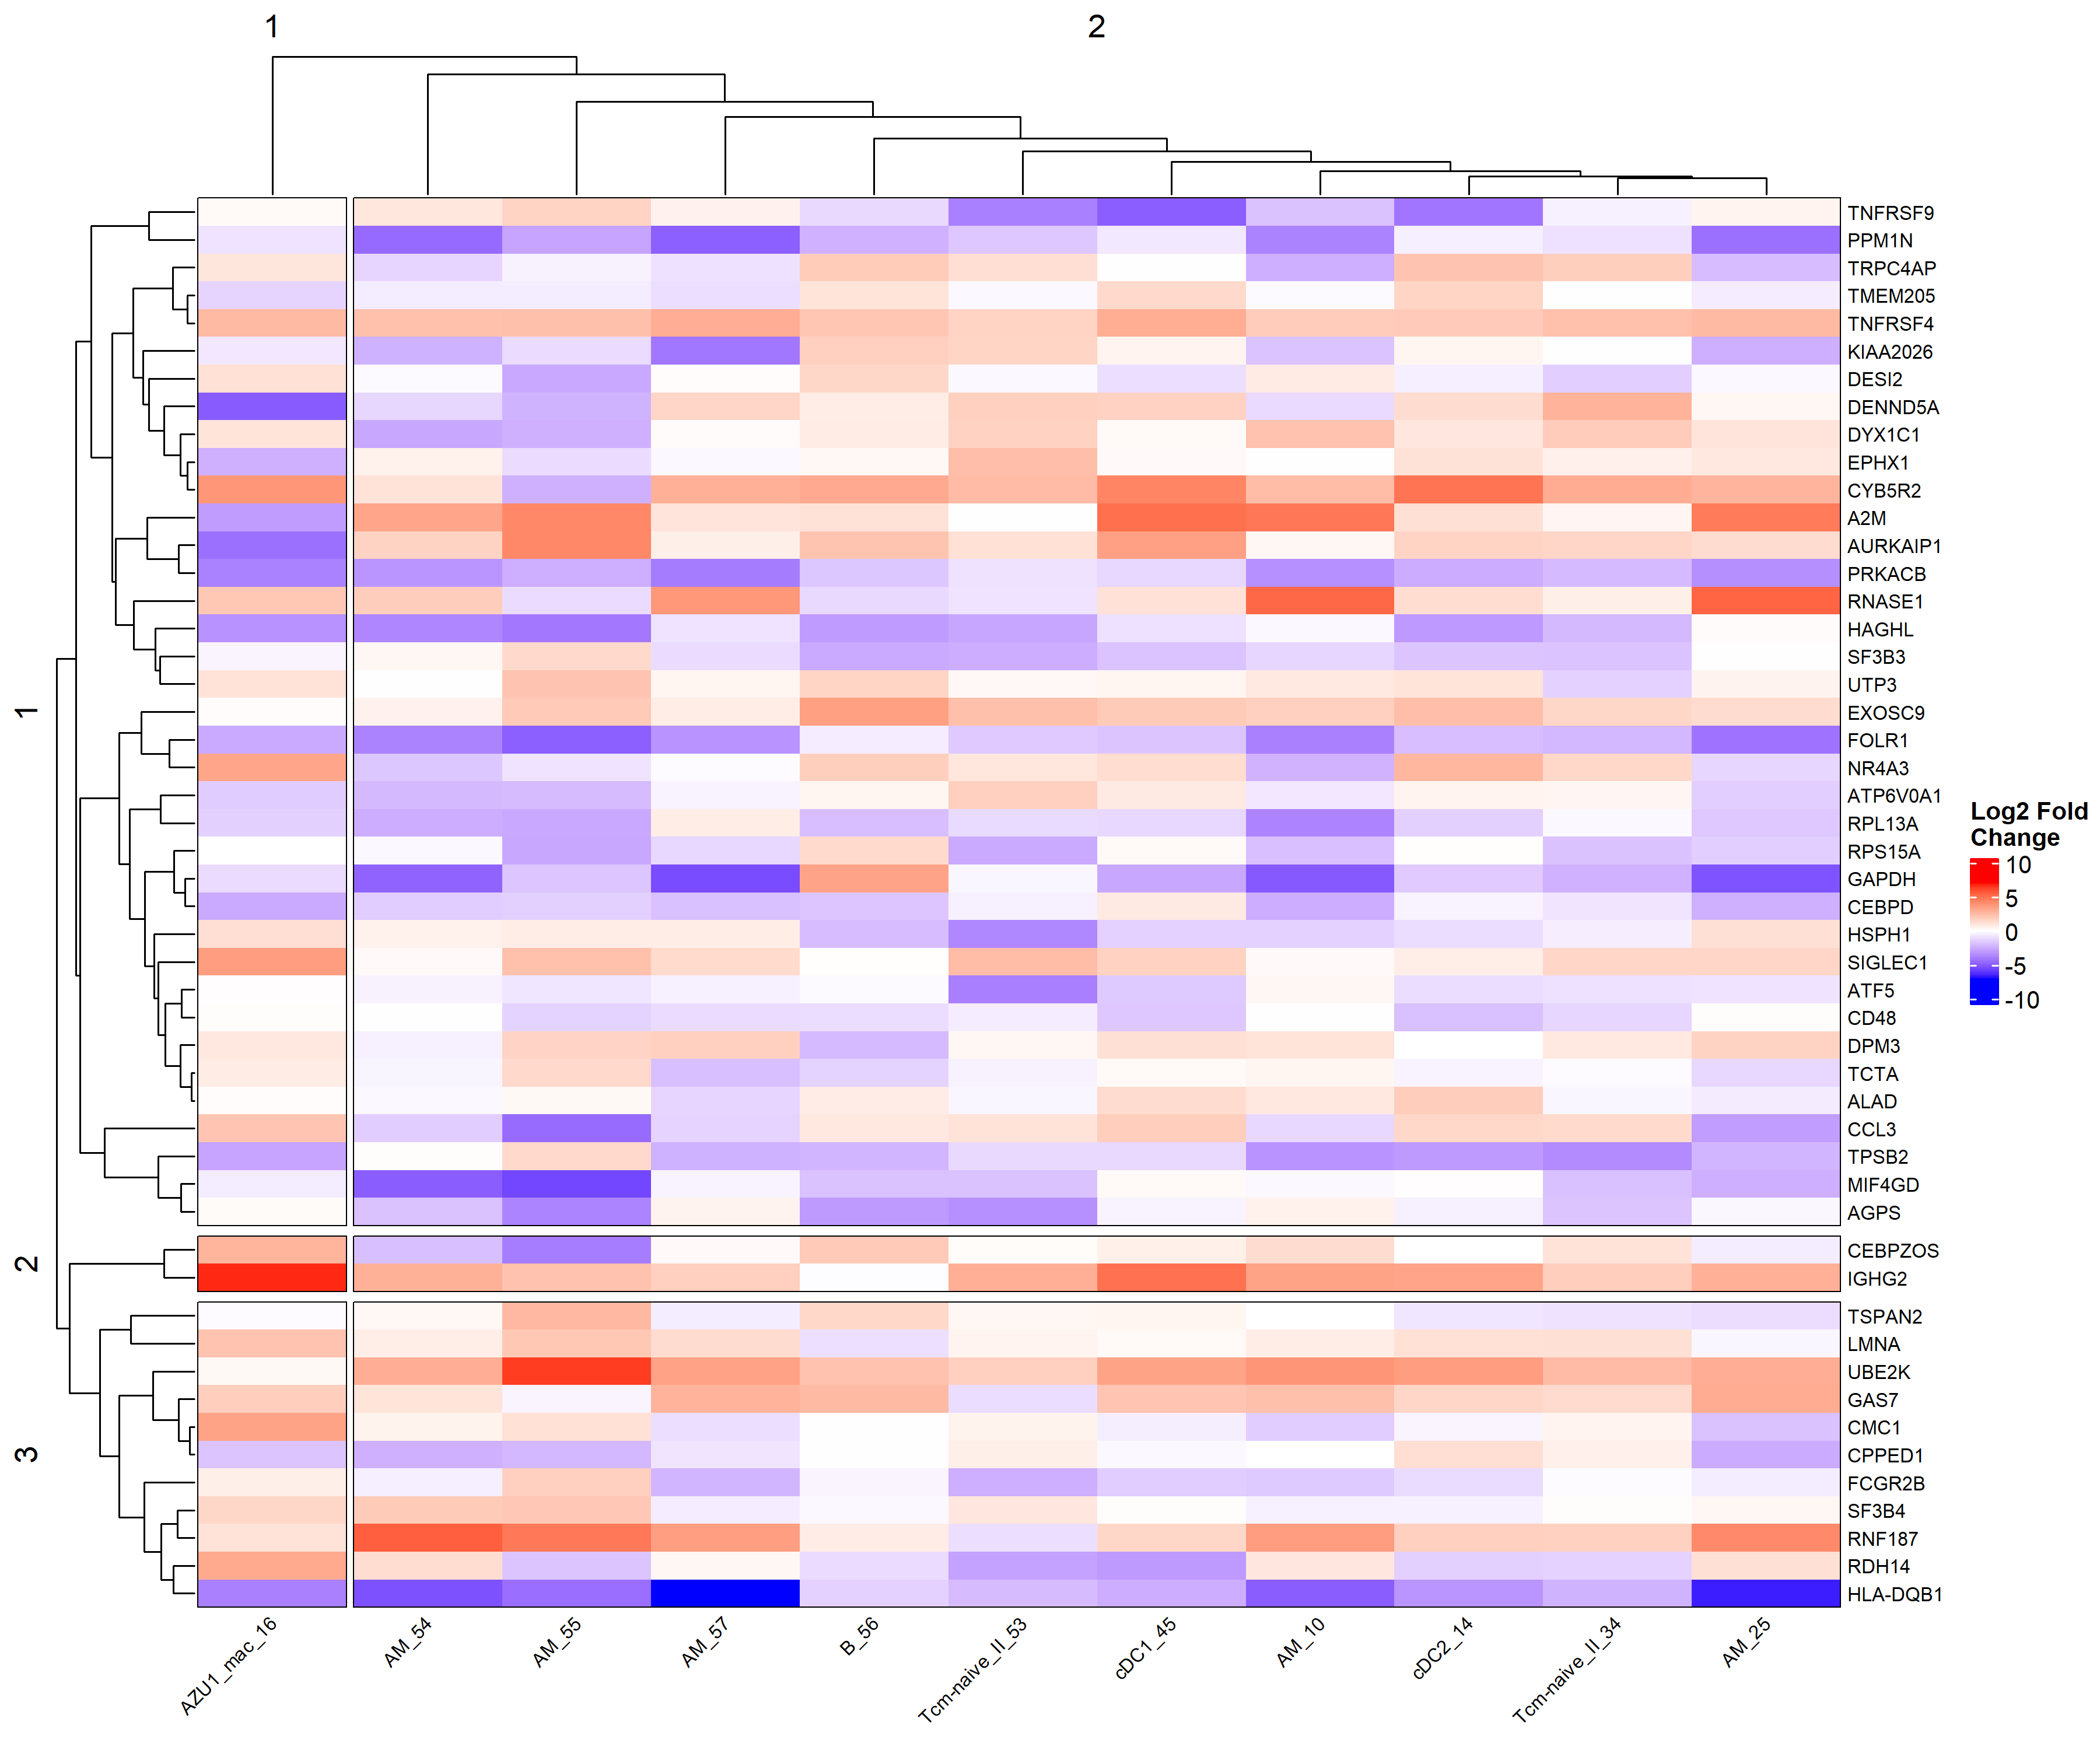 1
2
TNFRSF9
PPM1N
TRPC4AP
TMEM205
TNFRSF4
KIAA2026
DESI2
DENND5A
DYX1C1
EPHX1
CYB5R2
A2M
AURKAIP1
PRKACB
RNASE1
HAGHL
SF3B3
UTP3
EXOSC9
FOLR1
NR4A3
ATP6V0A1
RPL13A
RPS15A
GAPDH
CEBPD
HSPH1
SIGLEC1
ATF5
CD48
DPM3
TCTA
ALAD
CCL3
TPSB2
MIF4GD
AGPS
CEBPZOS
IGHG2
TSPAN2
LMNA
UBE2K
GAS7
CMC1
CPPED1
FCGR2B
SF3B4
RNF187
RDH14
HLA-DQB1
1
2
3
AZU1_mac_16
AM_54
AM_55
AM_57
B_56
Tcm-naive_II_53
cDC1_45
AM_10
cDC2_14
Tcm-naive_II_34
AM_25
Log2 Fold
Change
10
5
0
-5
-10